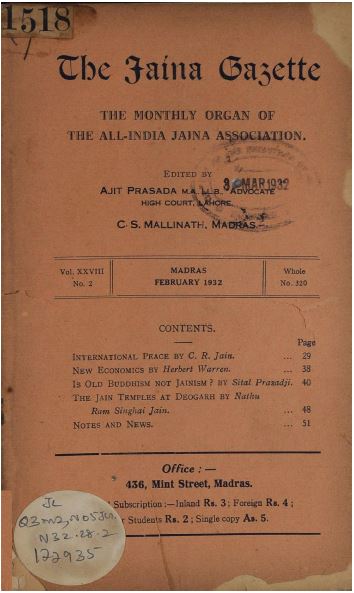 1518
The Jaina Gazette
THE MONTHLY ORGAN OF
THE ALL-INDIA JAINA ASSOCIATION.
EDITED BY
AJIT PRASADA M.A., LL.B., ADVOCATE
HIGH COURT, LAHORE.
C. S. MALLINATH, MADRAS.
MAR 1932
Vol. XXVIII
No. 2
MADRAS
FEBRUARY 1932
Whole
No. 320
CONTENTS.
Page
INTERNATIONAL PEACE BY C. R. Jain. ... 29
NEW ECONOMICS BY Herbert Warren. ... 38
IS OLD BUDDHISM NOT JAINISM? BY Sital Prasadji. 40
THE JAIN TEMPLES AT DEOGARH BY Nathu
Ram Singhai Jain. ... 48
NOTES AND NEWS. ... 51
Office :—
436, Mint Street, Madras.
Subscription :—Inland Rs. 3 ; Foreign Rs. 4 ;
Students Rs. 2 ; Single copy As. 5.
N32.28.2
122935